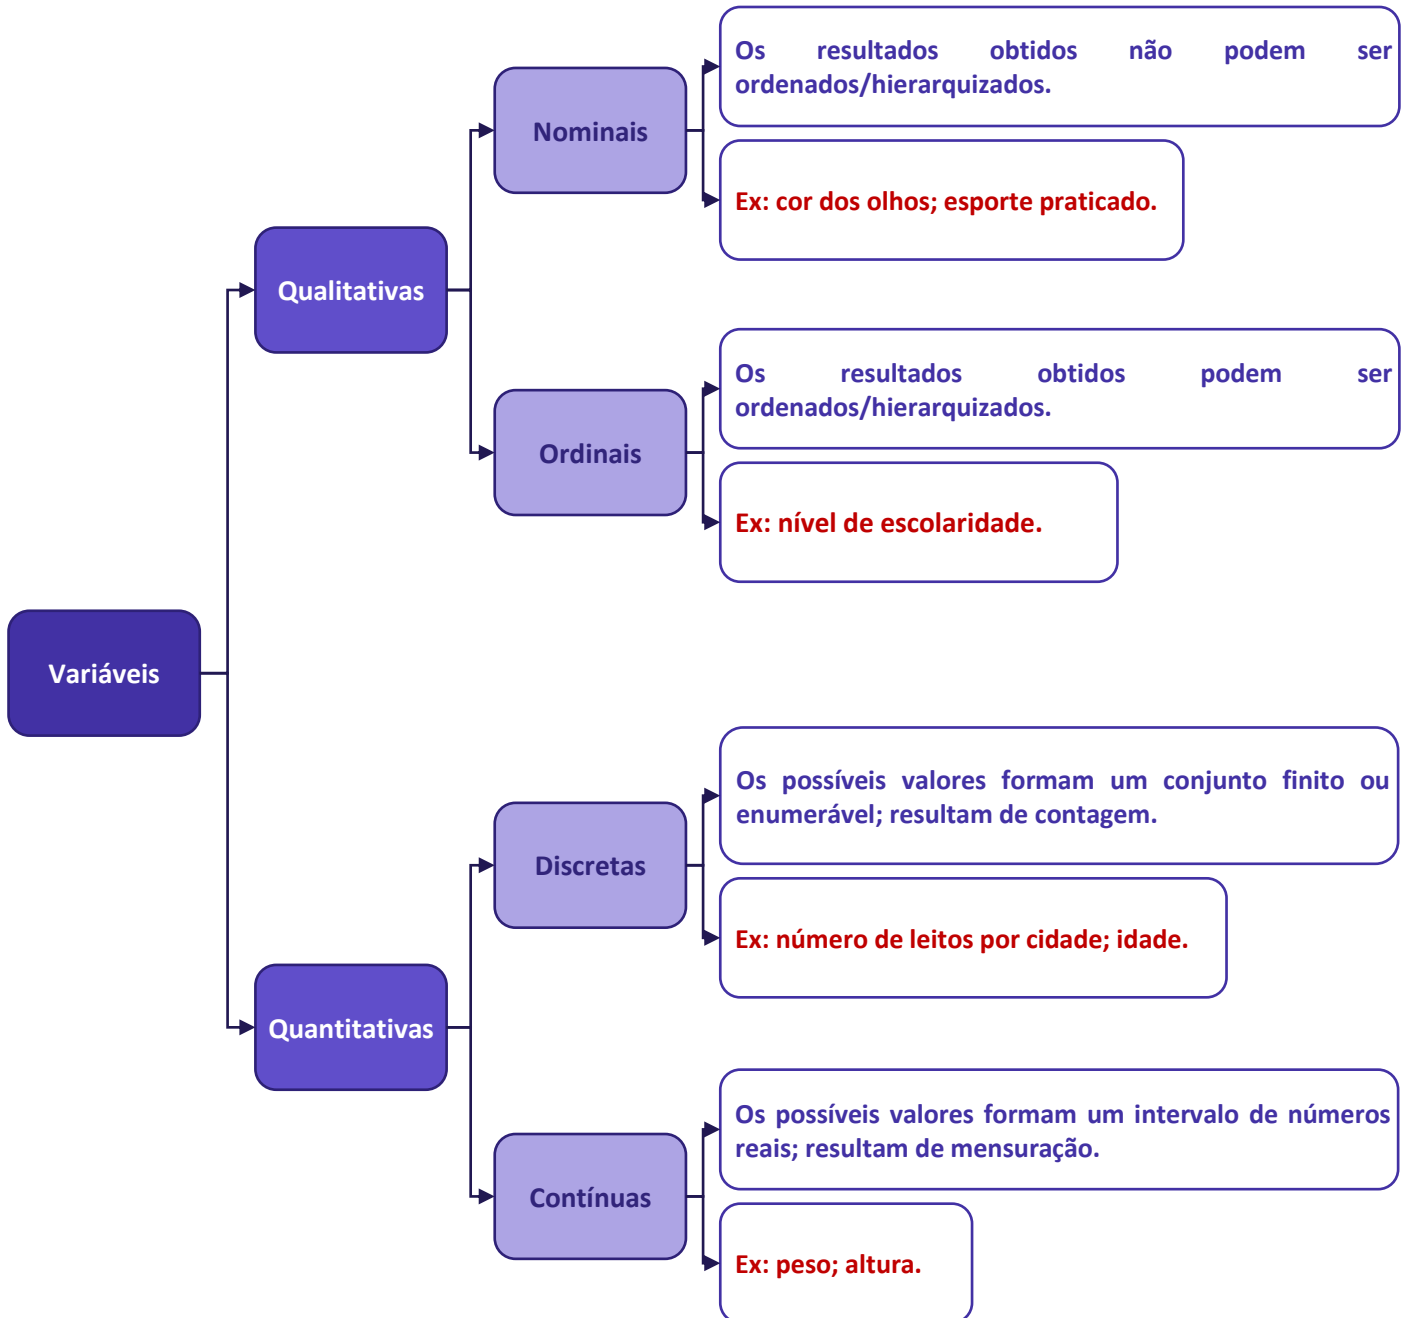 Os resultados obtidos não podem ser
ordenados/hierarquizados.
Nominais
Ex: cor dos olhos; esporte praticado.
Qualitativas
Os resultados obtidos podem ser
ordenados/hierarquizados.
Ordinais
Ex: nível de escolaridade.
Variáveis
Os possíveis valores formam um conjunto finito ou
enumerável; resultam de contagem.
Discretas
Ex: número de leitos por cidade; idade.
Quantitativas
Os possíveis valores formam um intervalo de números
reais; resultam de mensuração.
Contínuas
Ex: peso; altura.